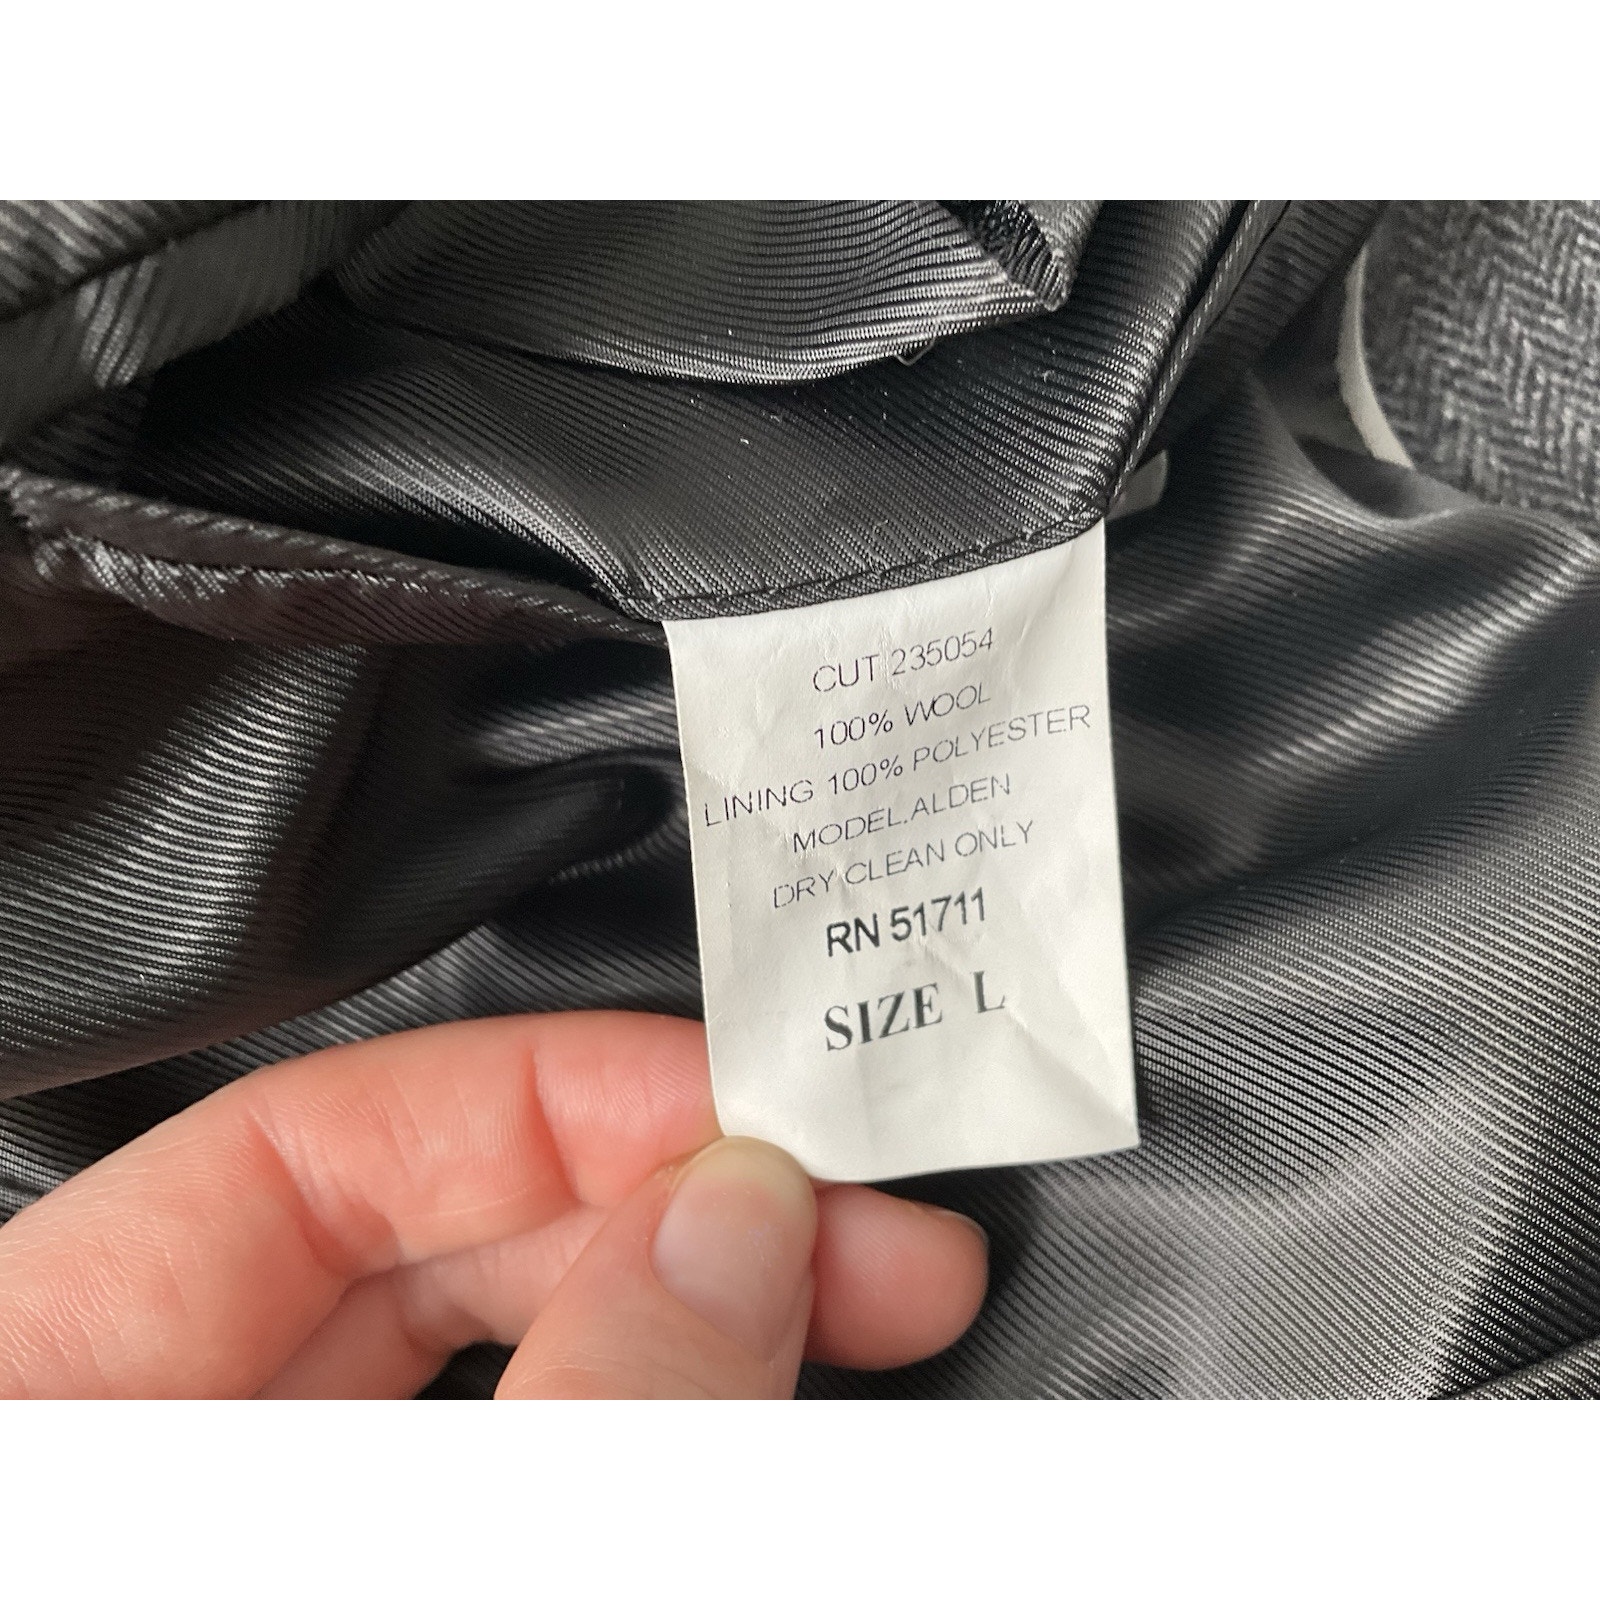 CUT 235054
100% WOOL
LINING 100% POLYESTER
MODEL.ALDEN
DRY CLEAN ONLY
RN 51711
SIZE L